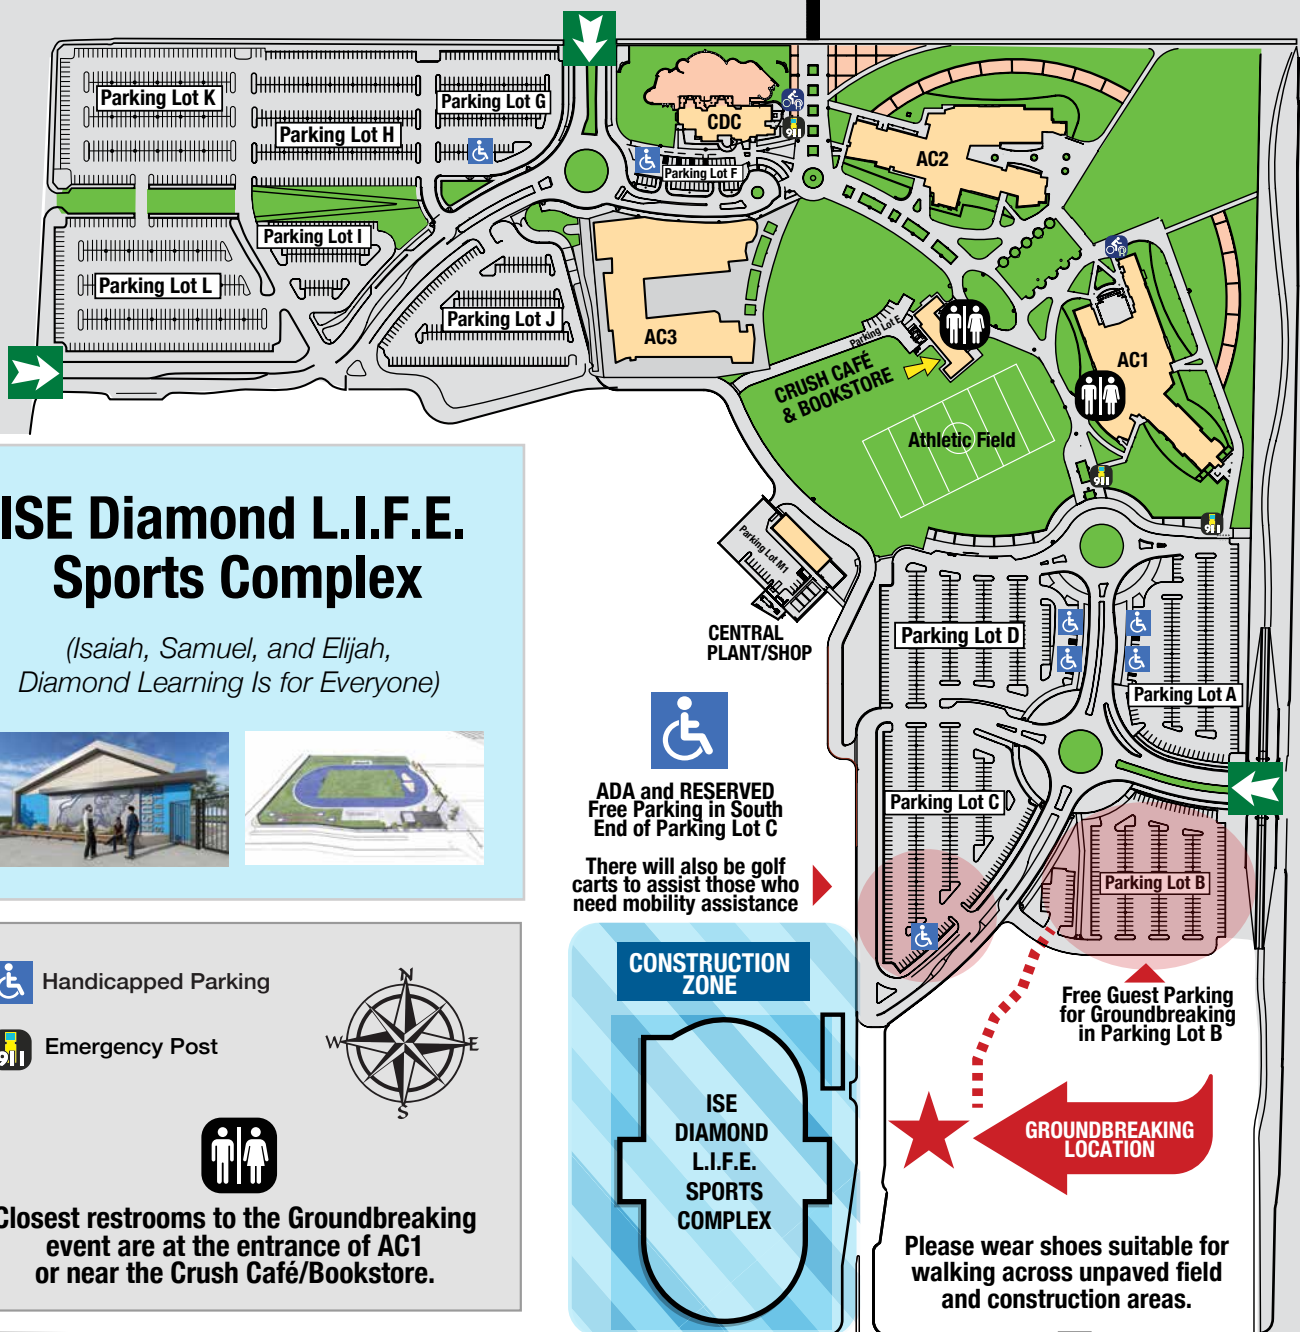 Parking Lot K
Parking Lot G
Parking Lot H
CDC
911
Parking Lot F
AC2
Parking Lot I
Parking Lot L
Parking Lot J
AC3
Parking Lot E
CRUSH CAFÉ
& BOOKSTORE
AC1
Athletic Field
911
911
ISE Diamond L.I.F.E.
Sports Complex
(Isaiah, Samuel, and Elijah,
Diamond Learning Is for Everyone)
Parking Lot M1
CENTRAL
PLANT/SHOP
Parking Lot D
Parking Lot A
ADA and RESERVED
Free Parking in South
End of Parking Lot C
There will also be golf
carts to assist those who
need mobility assistance
Parking Lot C
Parking Lot B
Free Guest Parking
for Groundbreaking
in Parking Lot B
Handicapped Parking
911
Emergency Post
N
W
E
S
Closest restrooms to the Groundbreaking
event are at the entrance of AC1
or near the Crush Café/Bookstore.
CONSTRUCTION
ZONE
ISE
DIAMOND
L.I.F.E.
SPORTS
COMPLEX
GROUNDBREAKING
LOCATION
Please wear shoes suitable for
walking across unpaved field
and construction areas.